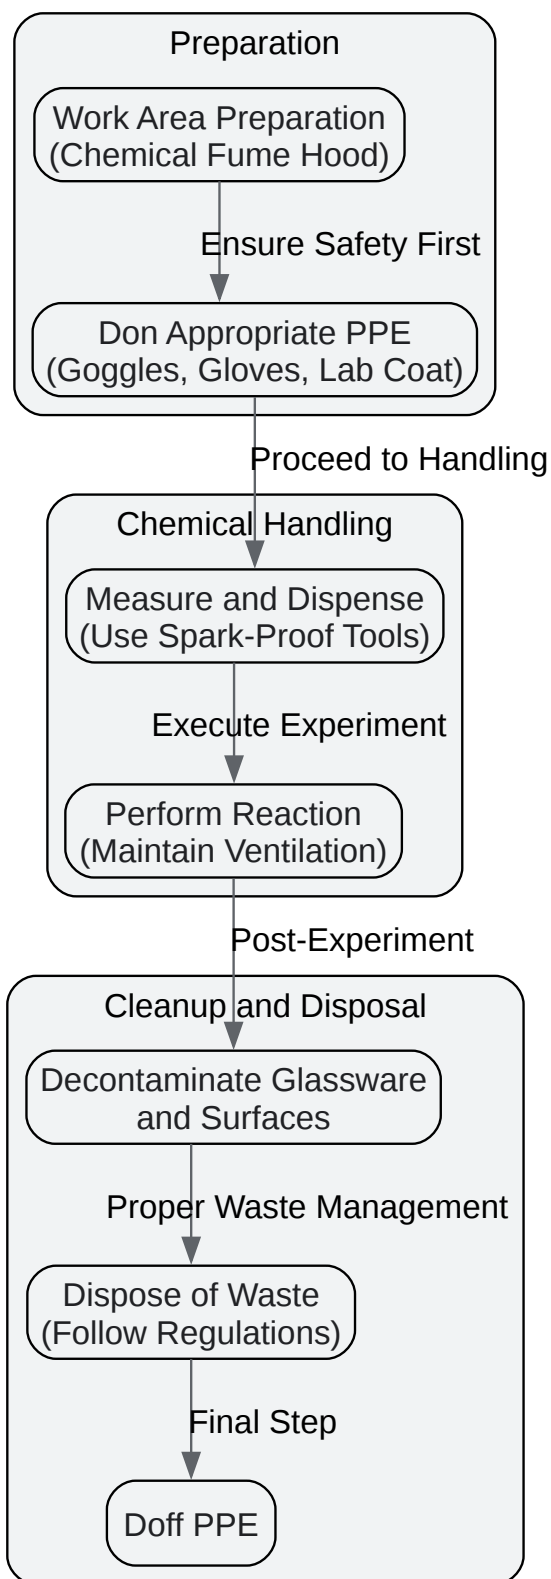 Preparation
Work Area Preparation
(Chemical Fume Hood)
Ensure Safety First
Don Appropriate PPE
(Goggles, Gloves, Lab Coat)
Proceed to Handling
Chemical Handling
Measure and Dispense
(Use Spark-Proof Tools)
Execute Experiment
Perform Reaction
(Maintain Ventilation)
Post-Experiment
Cleanup and Disposal
Decontaminate Glassware
and Surfaces
Proper Waste Management
Dispose of Waste
(Follow Regulations)
Final Step
Doff PPE